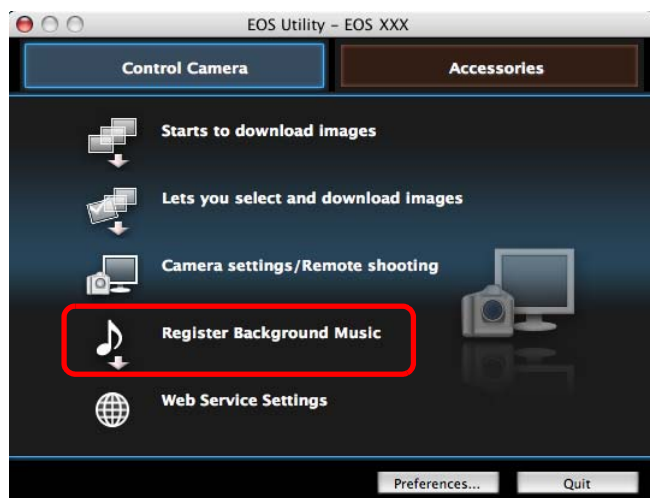 EOS Utility – EOS XXX
Control Camera
Accessories
Starts to download images
Lets you select and download images
Camera settings/Remote shooting
Register Background Music
Web Service Settings
Preferences...
Quit